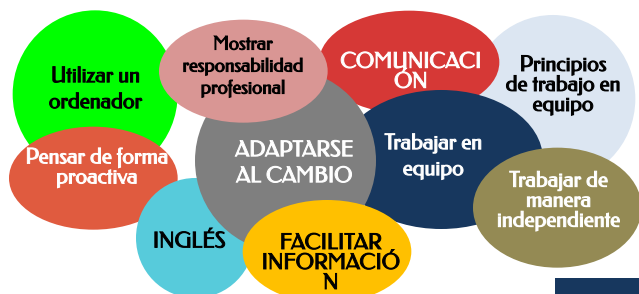 Utilizar un
ordenador
Mostrar
responsabilidad
profesional
COMUNICACI
ÓN
Principios
de trabajo en
equipo
Pensar de forma
proactiva
ADAPTARSE
AL CAMBIO
Trabajar en
equipo
Trabajar de
manera
independiente
INGLÉS
FACILITAR
INFORMACIÓ
N